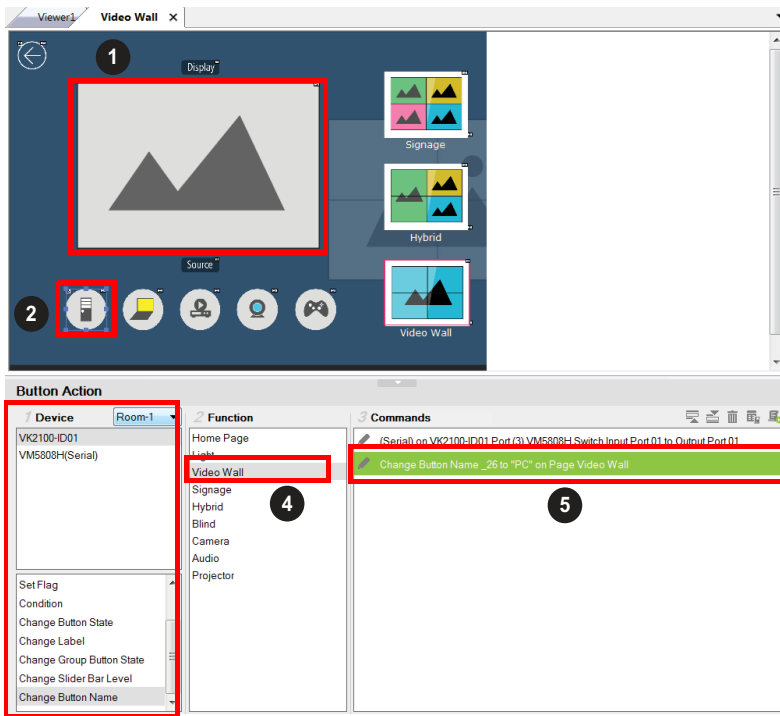 Viewer1
Video Wall
1
Display
Signage
Hybrid
Source
2
Video Wall
Button Action
1 Device
Room-1
2 Function
3 Commands
VK2100-ID01
VM5808H(Serial)
Home Page
Light
Video Wall
Signage
Hybrid
Blind
Camera
Audio
Projector
(Serial) on VK2100-ID01 Port (3) VM5808H Switch Input Port 01 to Output Port 01
Change Button Name _26 to "PC" on Page Video Wall
4
5
Set Flag
Condition
Change Button State
Change Label
Change Group Button State
Change Slider Bar Level
Change Button Name